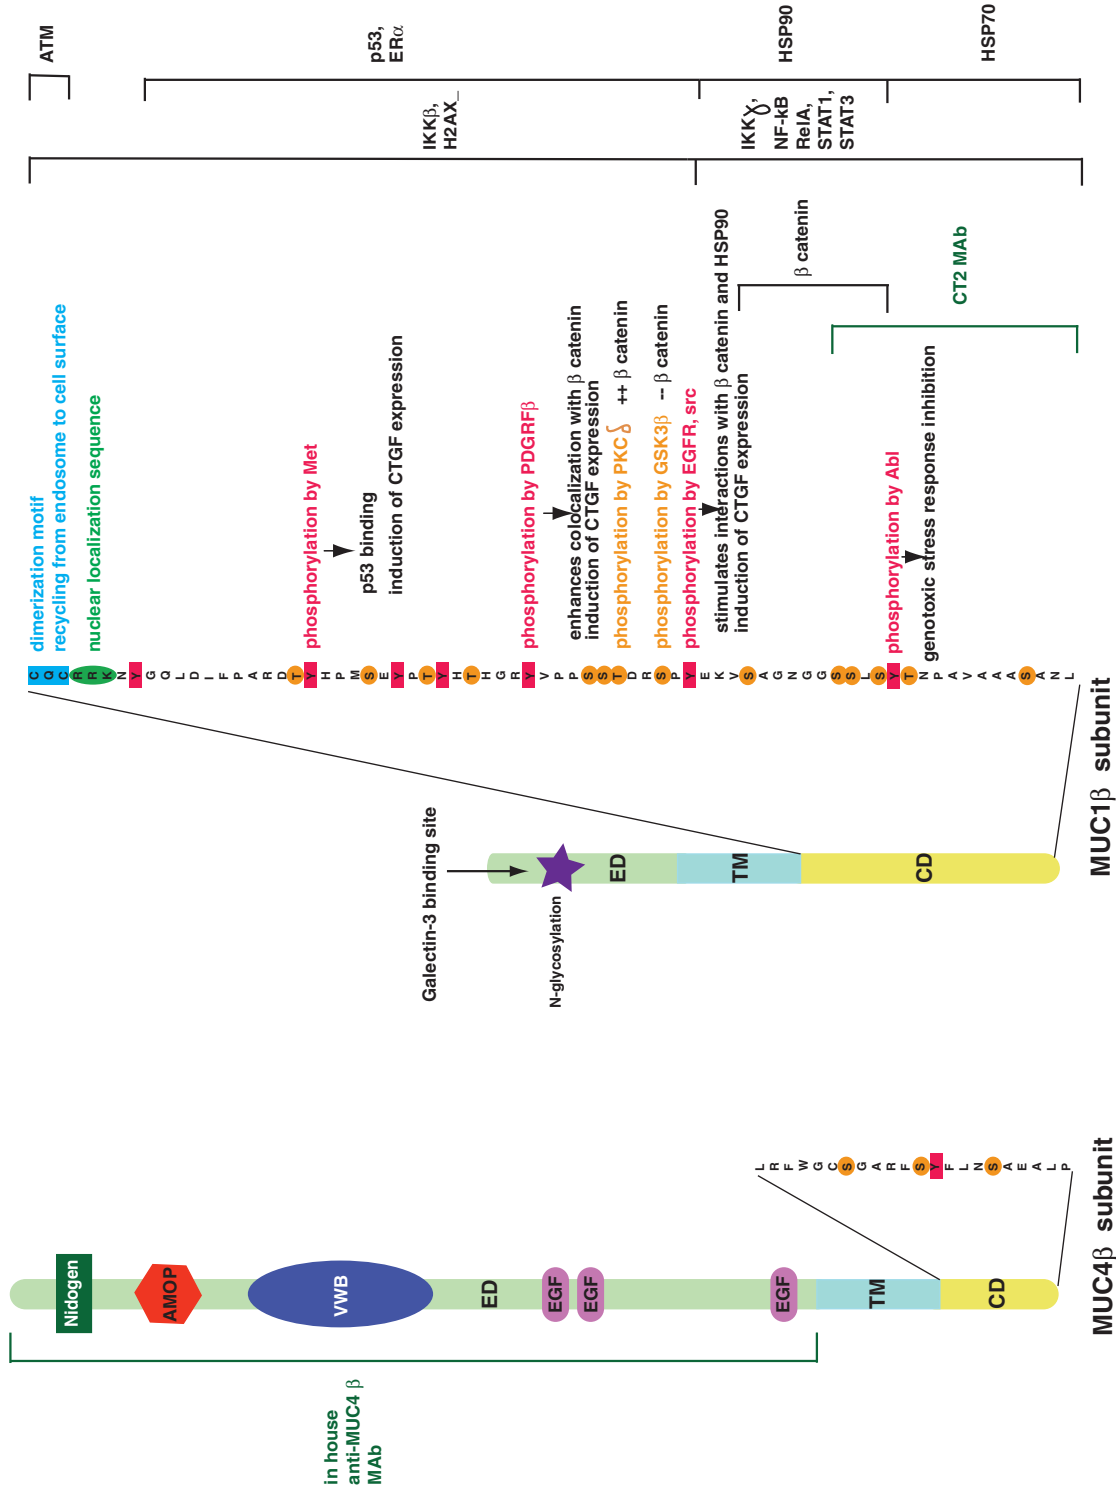 in house
anti-MUC4 β
MAb
Nidogen
AMOP
VWB
ED
EGF
EGF
EGF
TM
CD
L R F W G C S G A R F S Y F L N S A E A L P
MUC4β subunit
Galectin-3 binding site
N-glycosylation
ED
TM
CD
MUC1β subunit
C Q C R R K N Y G Q L D I F P A R D T Y H P M S E Y P T Y H T H G R Y V P P S S T D R S P Y E K V S A G N G G S S L S Y T N P A V A A A S A N L
dimerization motif
recycling from endosome to cell surface
nuclear localization sequence
phosphorylation by Met
p53 binding
induction of CTGF expression
phosphorylation by PDGRFβ
enhances colocalization with β catenin
induction of CTGF expression
phosphorylation by PKC δ ++ β catenin
phosphorylation by GSK3β -- β catenin
phosphorylation by EGFR, src
stimulates interactions with β catenin and HSP90
induction of CTGF expression
phosphorylation by Abl
genotoxic stress response inhibition
β catenin
CT2 MAb
IKKβ,
H2AX_
IKKγ,
NF-kB
RelA,
STAT1,
STAT3
ATM
p53,
ERα
HSP90
HSP70